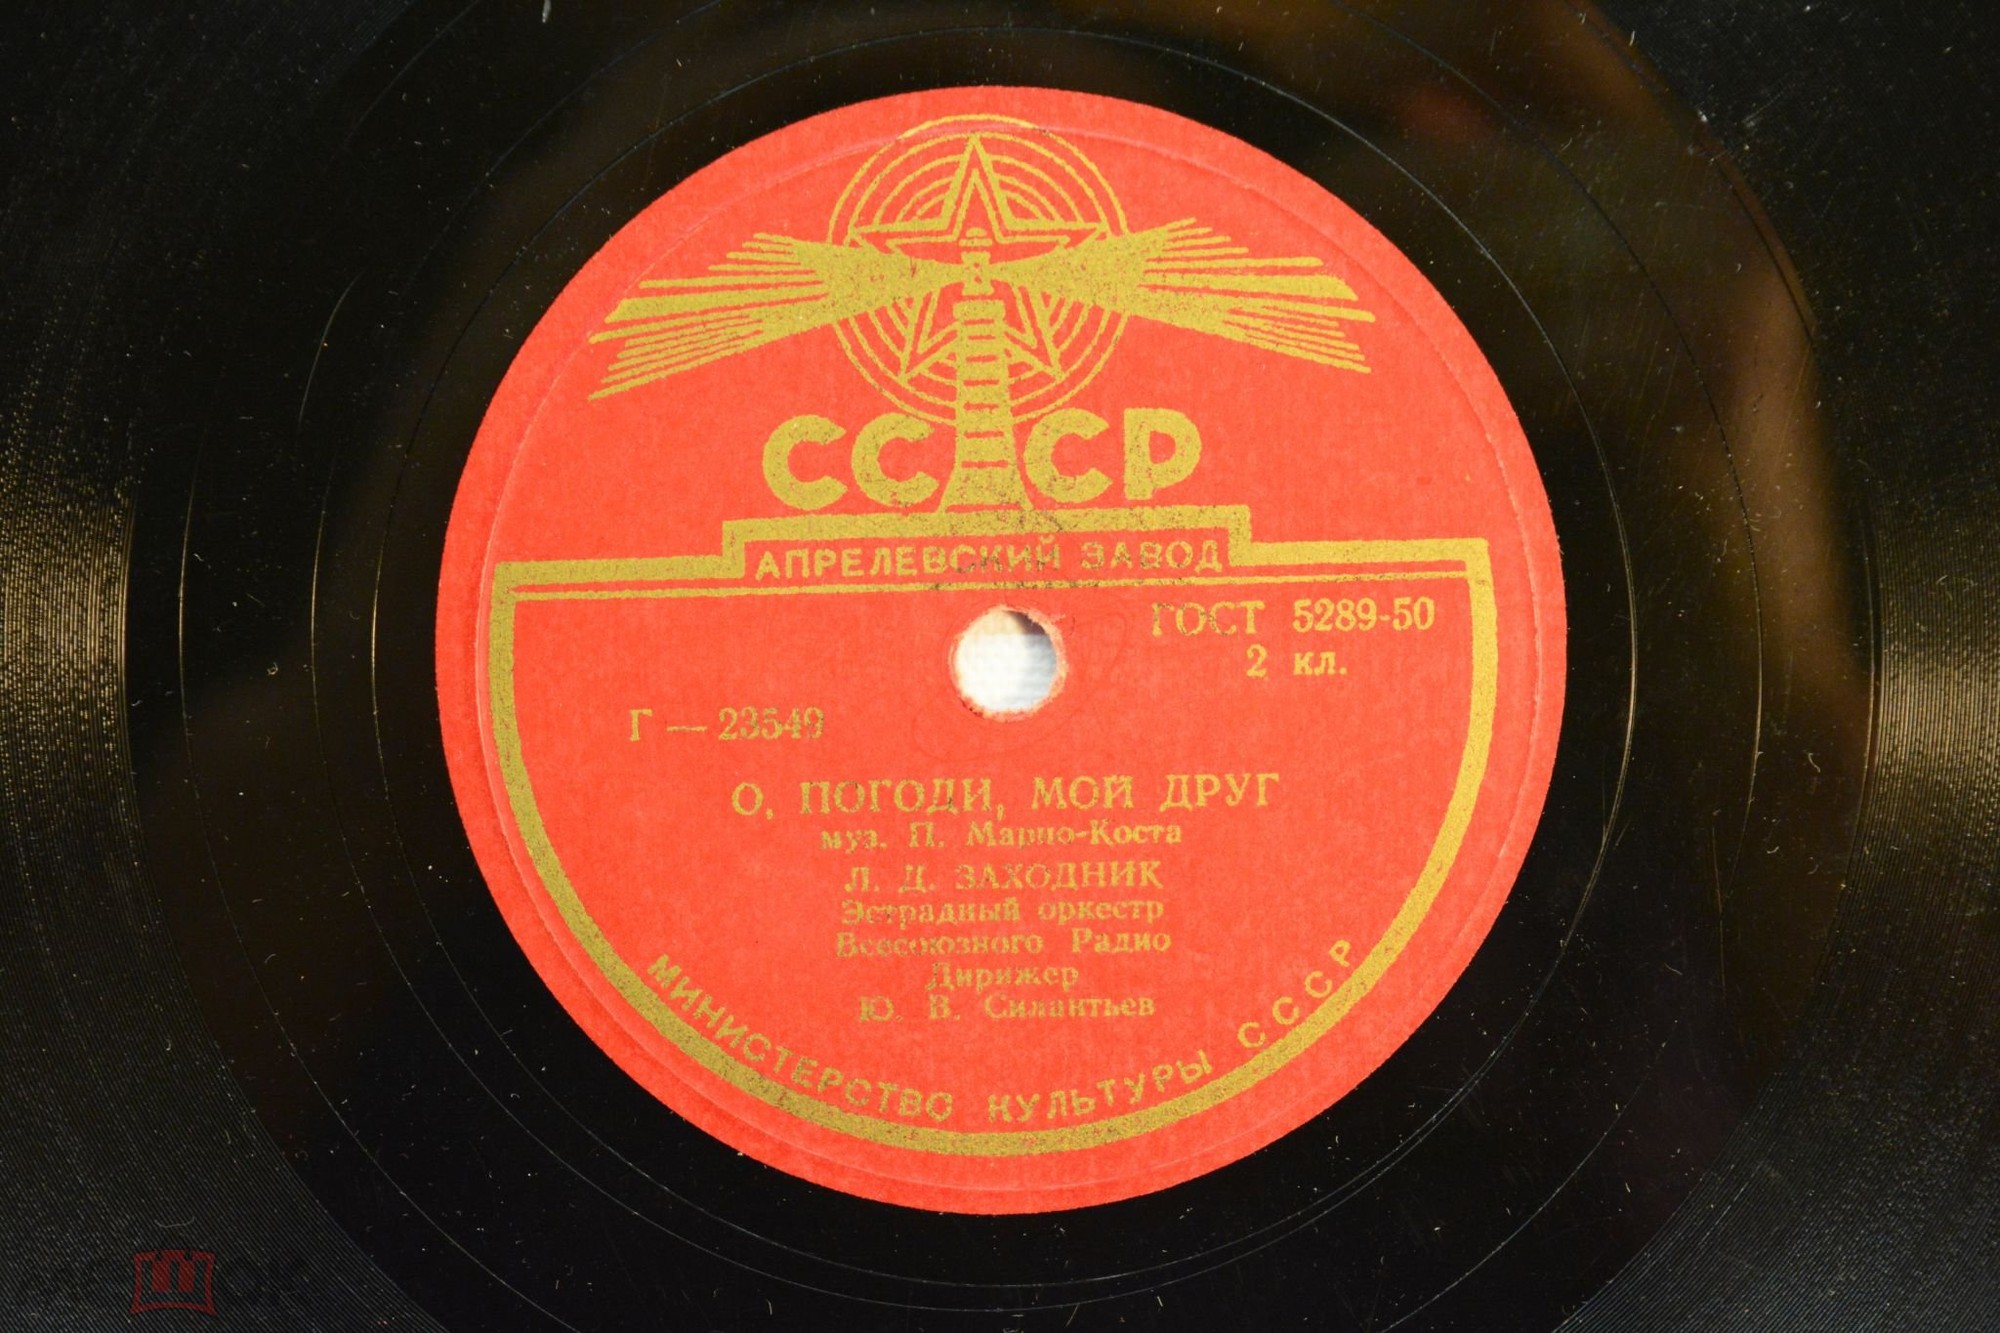 СССР
АПРЕЛЕВСКИЙ ЗАВОД
ГОСТ 5289-50
2 кл.
Г — 23549
О, ПОГОДИ, МОЙ ДРУГ
муз. П. Марио-Коста
Л. Д. ЗАХОДНИК
Эстрадный оркестр
Всесоюзного Радио
Дирижер
Ю. В. Силантьев
МИНИСТЕРСТВО КУЛЬТУРЫ СССР
мешок